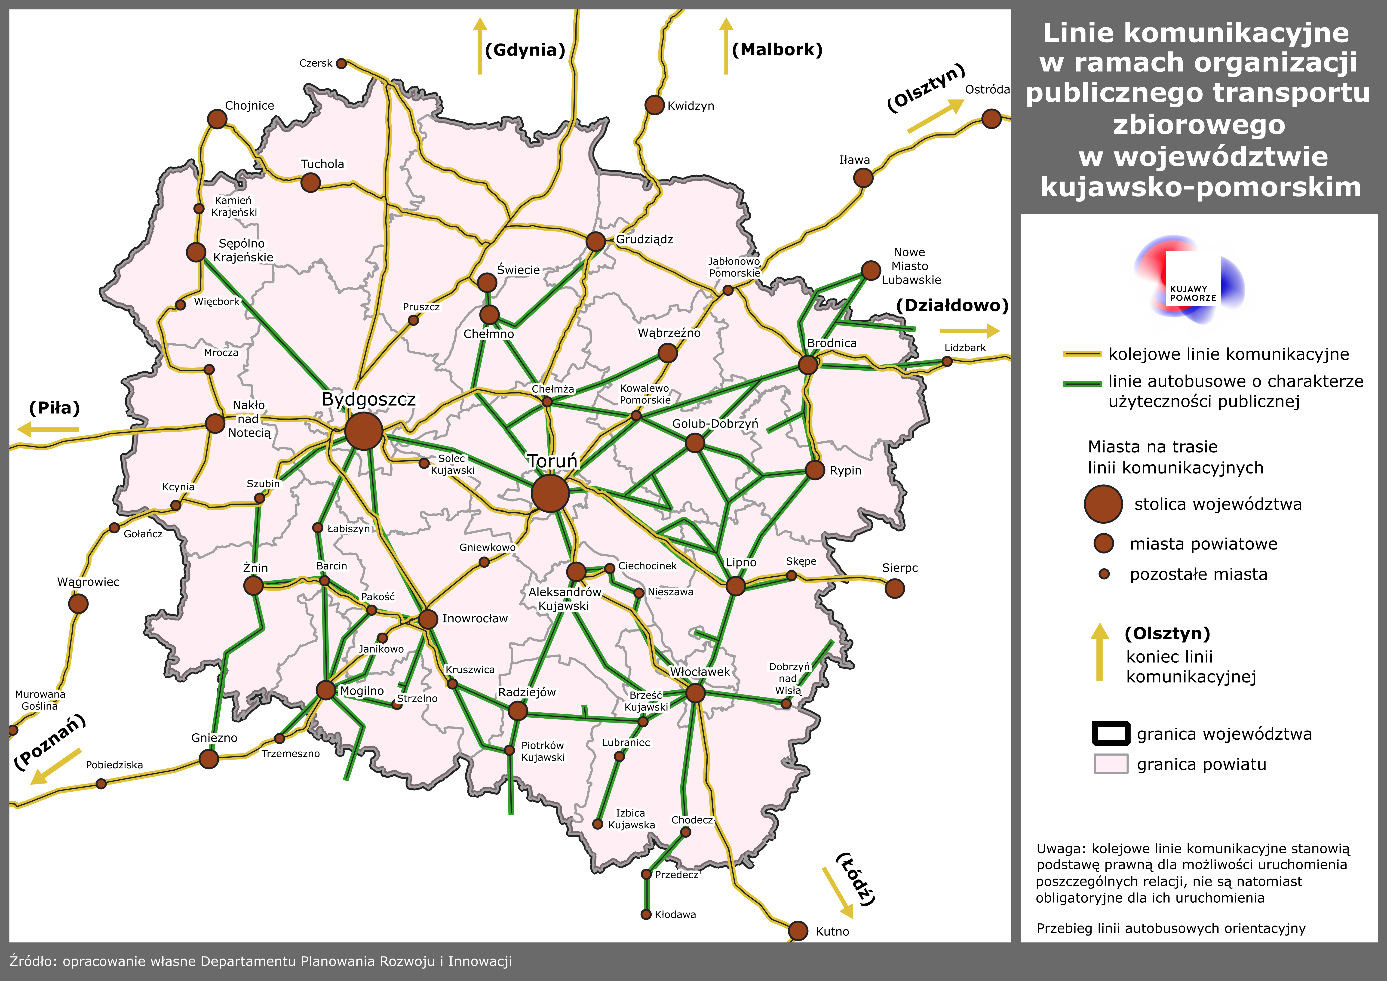 Linie komunikacyjne
w ramach organizacji
publicznego transportu
zbiorowego
w województwie
kujawsko-pomorskim
KUJAWY
POMORZE
kolejowe linie komunikacyjne
linie autobusowe o charakterze
użyteczności publicznej
Miasta na trasie
linii komunikacyjnych
stolica województwa
miasta powiatowe
pozostałe miasta
(Olsztyn)
koniec linii
komunikacyjnej
granica województwa
granica powiatu
Uwaga: kolejowe linie komunikacyjne stanowią
podstawę prawną dla możliwości uruchomienia
poszczególnych relacji, nie są natomiast
obligatoryjne dla ich uruchomienia
Przebieg linii autobusowych orientacyjny
(Gdynia)
(Malbork)
(Olsztyn)
Czersk
Ostróda
Chojnice
Kwidzyn
Tuchola
Iława
Kamień
Krajeński
Sępólno
Krajeńskie
Grudziądz
Nowe
Miasto
Lubawskie
Jabłonowo
Pomorskie
Świecie
Więcbork
Pruszcz
(Działdowo)
Chełmno
Wąbrzeźno
Brodnica
Lidzbark
Mrocza
Chełmża
Kowalewo
Pomorskie
Bydgoszcz
(Piła)
Nakło
nad
Notecią
Golub-Dobrzyń
Solec
Kujawski
Toruń
Rypin
Kcynia
Szubin
Gołańcz
Łabiszyn
Gniewkowo
Żnin
Barcin
Ciechocinek
Lipno
Skępe
Sierpc
Wągrowiec
Pakość
Aleksandrów
Kujawski
Nieszawa
Inowrocław
Janikowo
Kruszwica
Włocławek
Dobrzyń
nad
Wisłą
Murowana
Goślina
Mogilno
Strzelno
Radziejów
Brześć
Kujawski
(Poznań)
Gniezno
Trzemeszno
Piotrków
Kujawski
Lubraniec
Pobiedziska
Izbica
Kujawska
Chodecz
Przedecz
(Łódź)
Kłodawa
Kutno
Źródło: opracowanie własne Departamentu Planowania Rozwoju i Innowacji